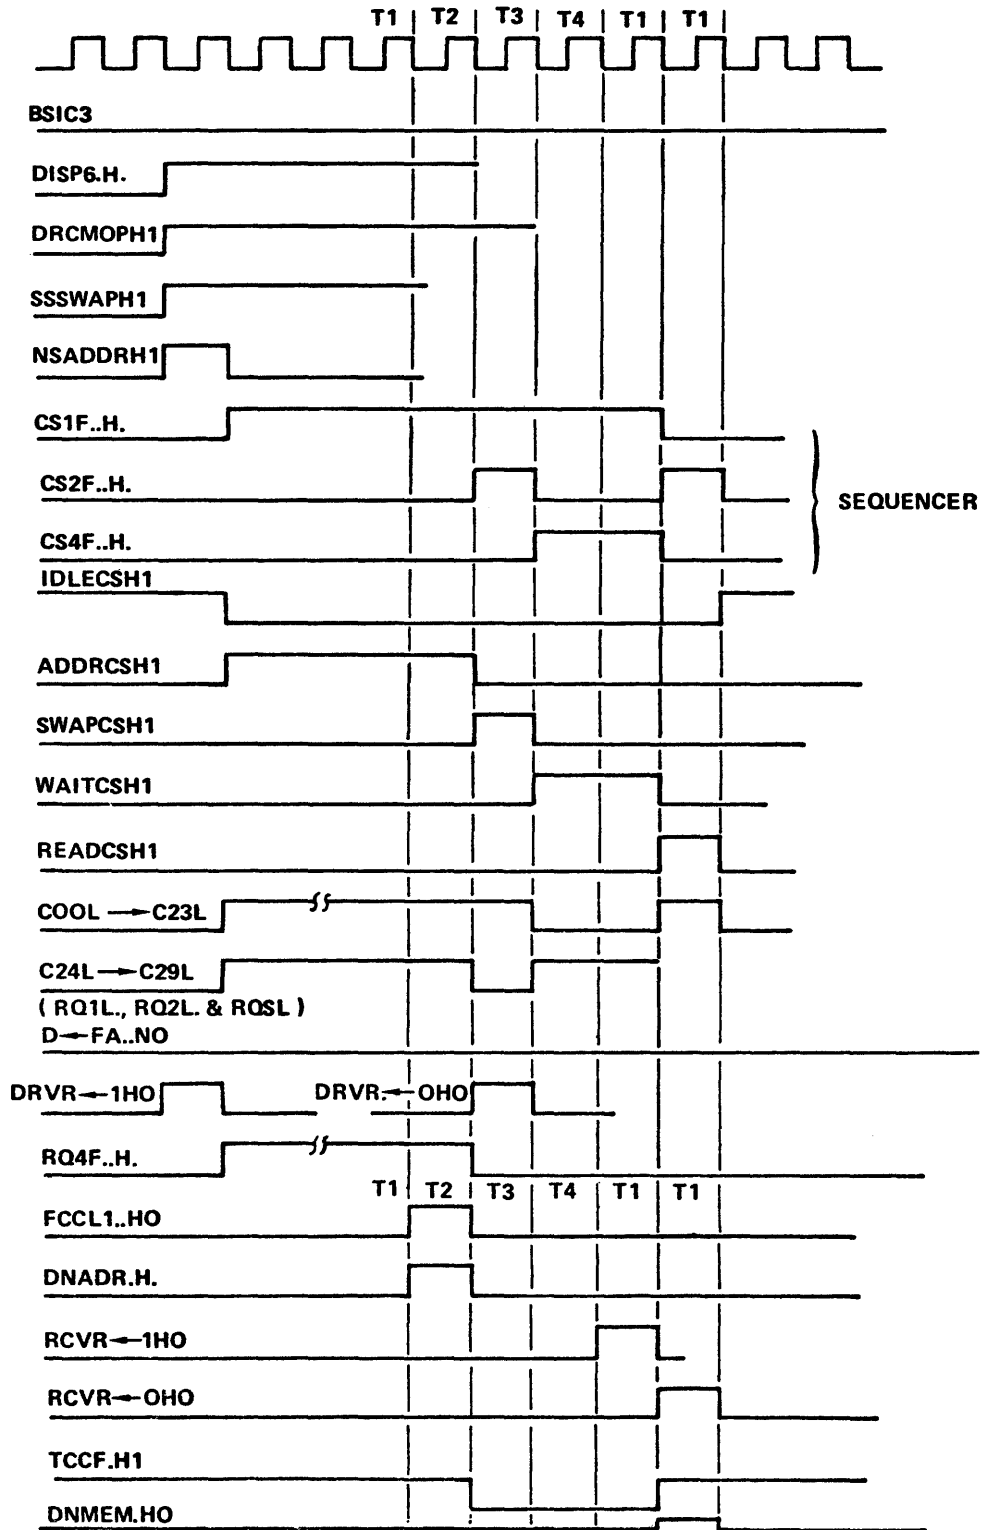 T1 T2 T3 T4 T1 T1
BSIC3
DISP6.H.
DRCMOPH1
SSSWAPH1
NSADDRH1
CS1F..H.
CS2F..H.
SEQUENCER
CS4F..H.
IDLECSH1
ADDRCSH1
SWAPCSH1
WAITCSH1
READCSH1
COOL → C23L
C24L → C29L
( RQ1L., RQ2L. & RQSL )
D←FA..NO
DRVR←1HO DRVR.←OHO
RQ4F..H.
T1 T2 T3 T4 T1 T1
FCCL1..HO
DNADR.H.
RCVR←1HO
RCVR←OHO
TCCF.H1
DNMEM.HO